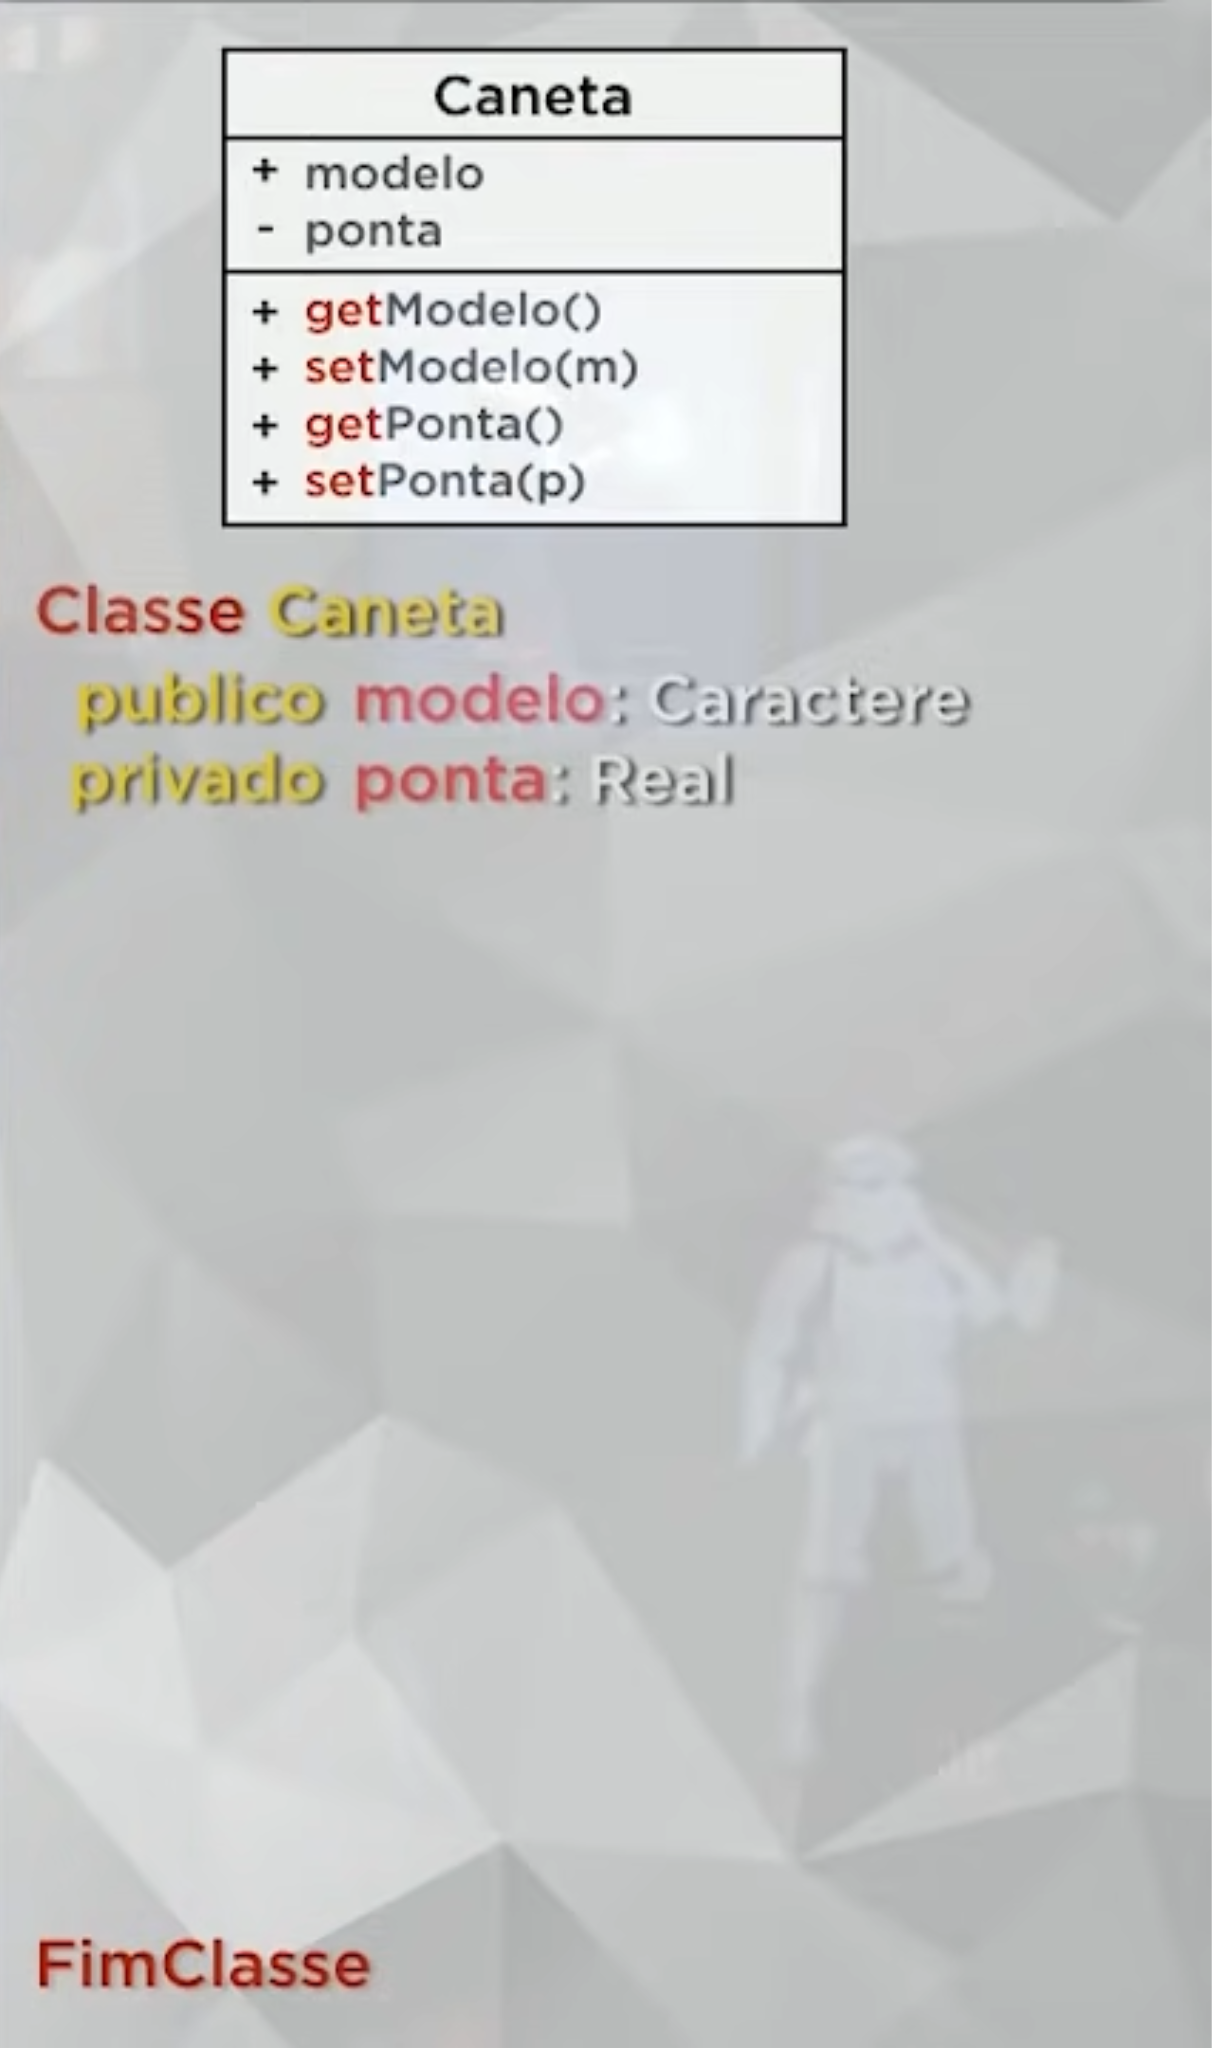 Caneta
+ modelo
- ponta
+ getModelo()
+ setModelo(m)
+ getPonta()
+ setPonta(p)
Classe Caneta
publico modelo: Caractere
privado ponta: Real
FimClasse